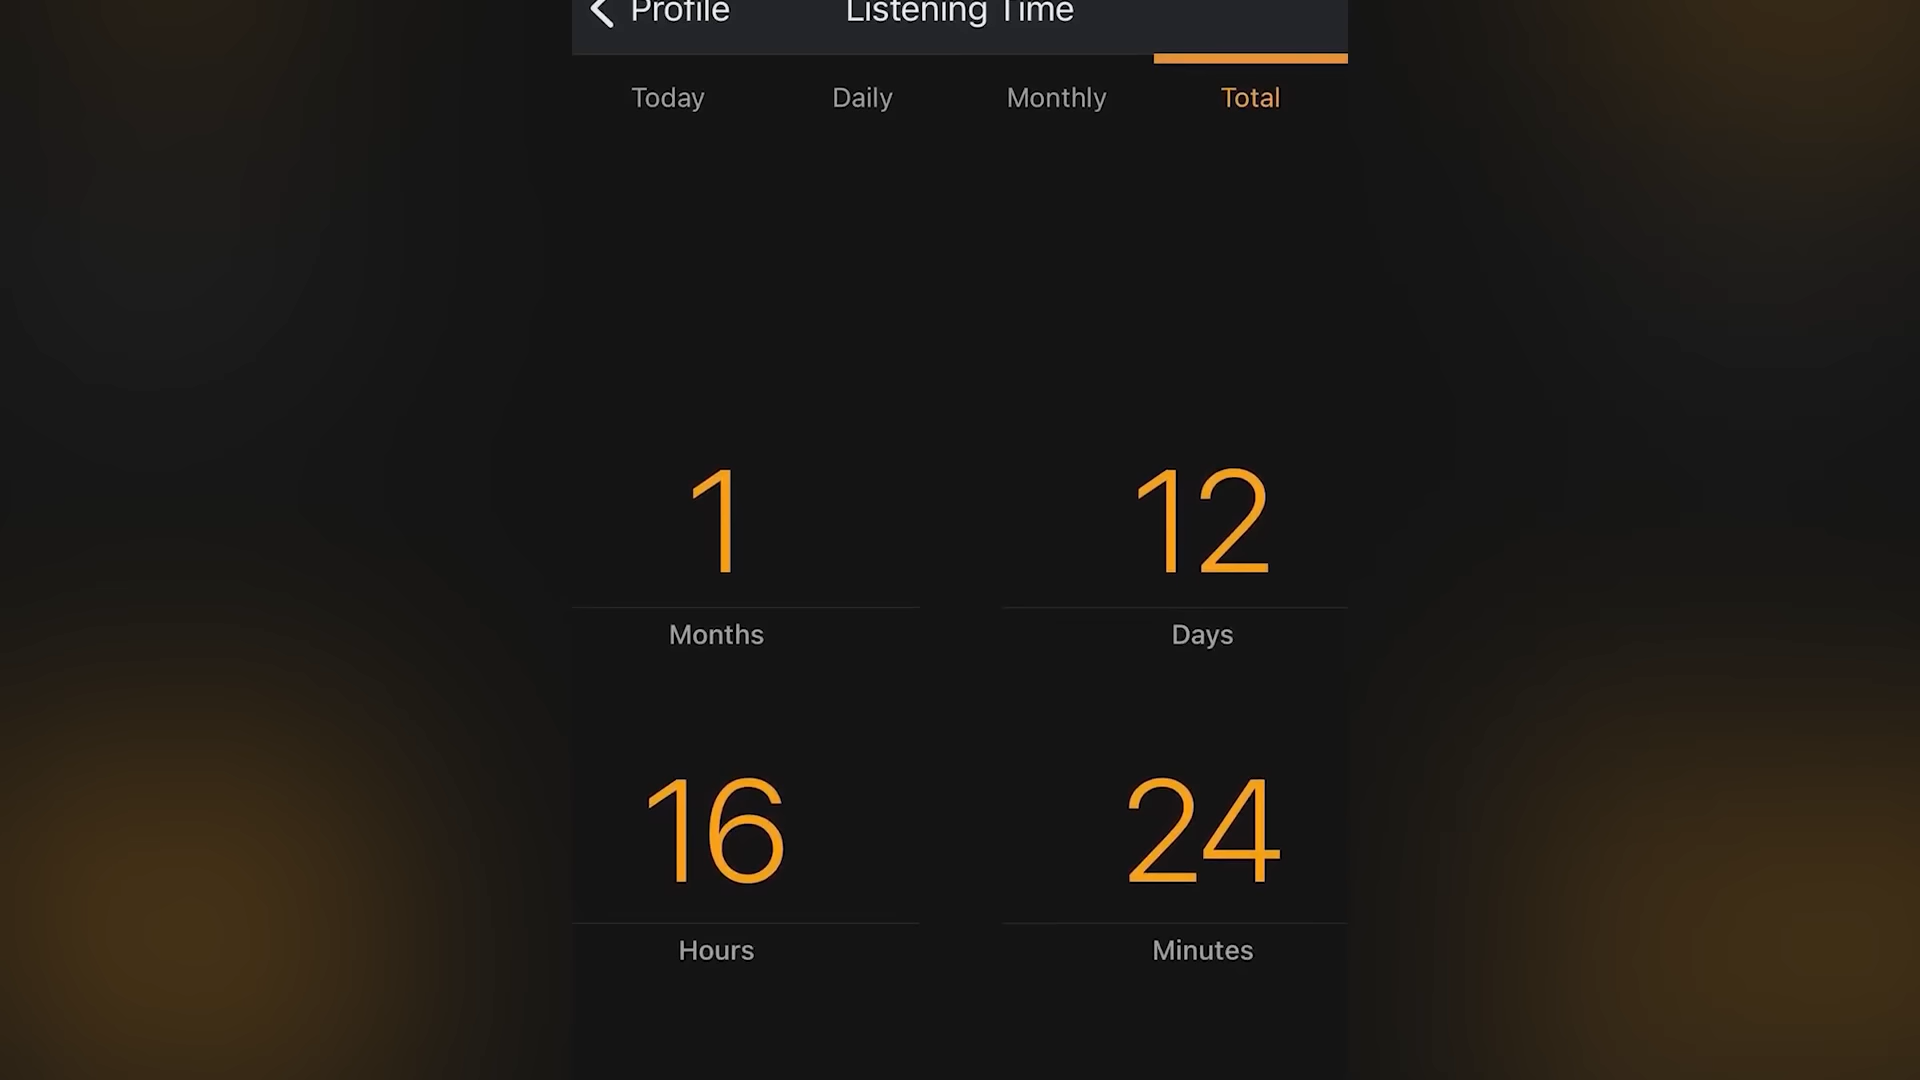 Profile Listening Time
Today Daily Monthly Total
1 12
Months Days
16 24
Hours Minutes